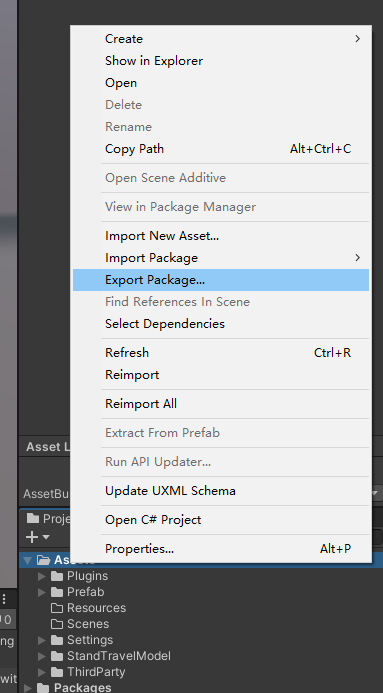 Create
Show in Explorer
Open
Delete
Rename
Copy Path Alt+Ctrl+C
Open Scene Additive
View in Package Manager
Import New Asset...
Import Package
Export Package...
Find References In Scene
Select Dependencies
Refresh Ctrl+R
Reimport
Reimport All
Extract From Prefab
Run API Updater...
Update UXML Schema
Open C# Project
Properties... Alt+P
Asset L
AssetBu
Proje
Assets
Plugins
Prefab
Resources
Scenes
Settings
StandTravelModel
ThirdParty
Packages
0
ng
wit